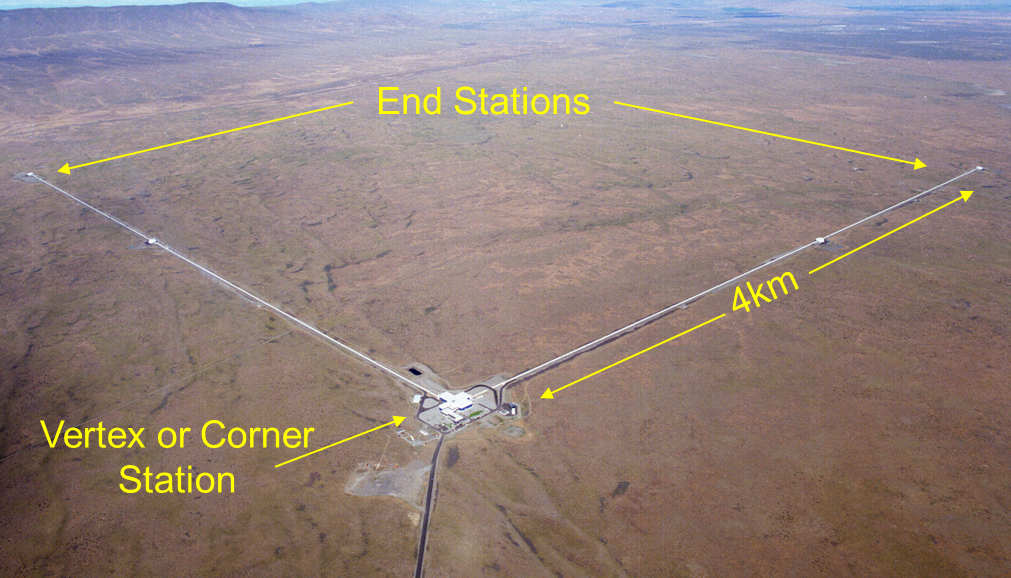 End Stations
4km
Vertex or Corner
Station